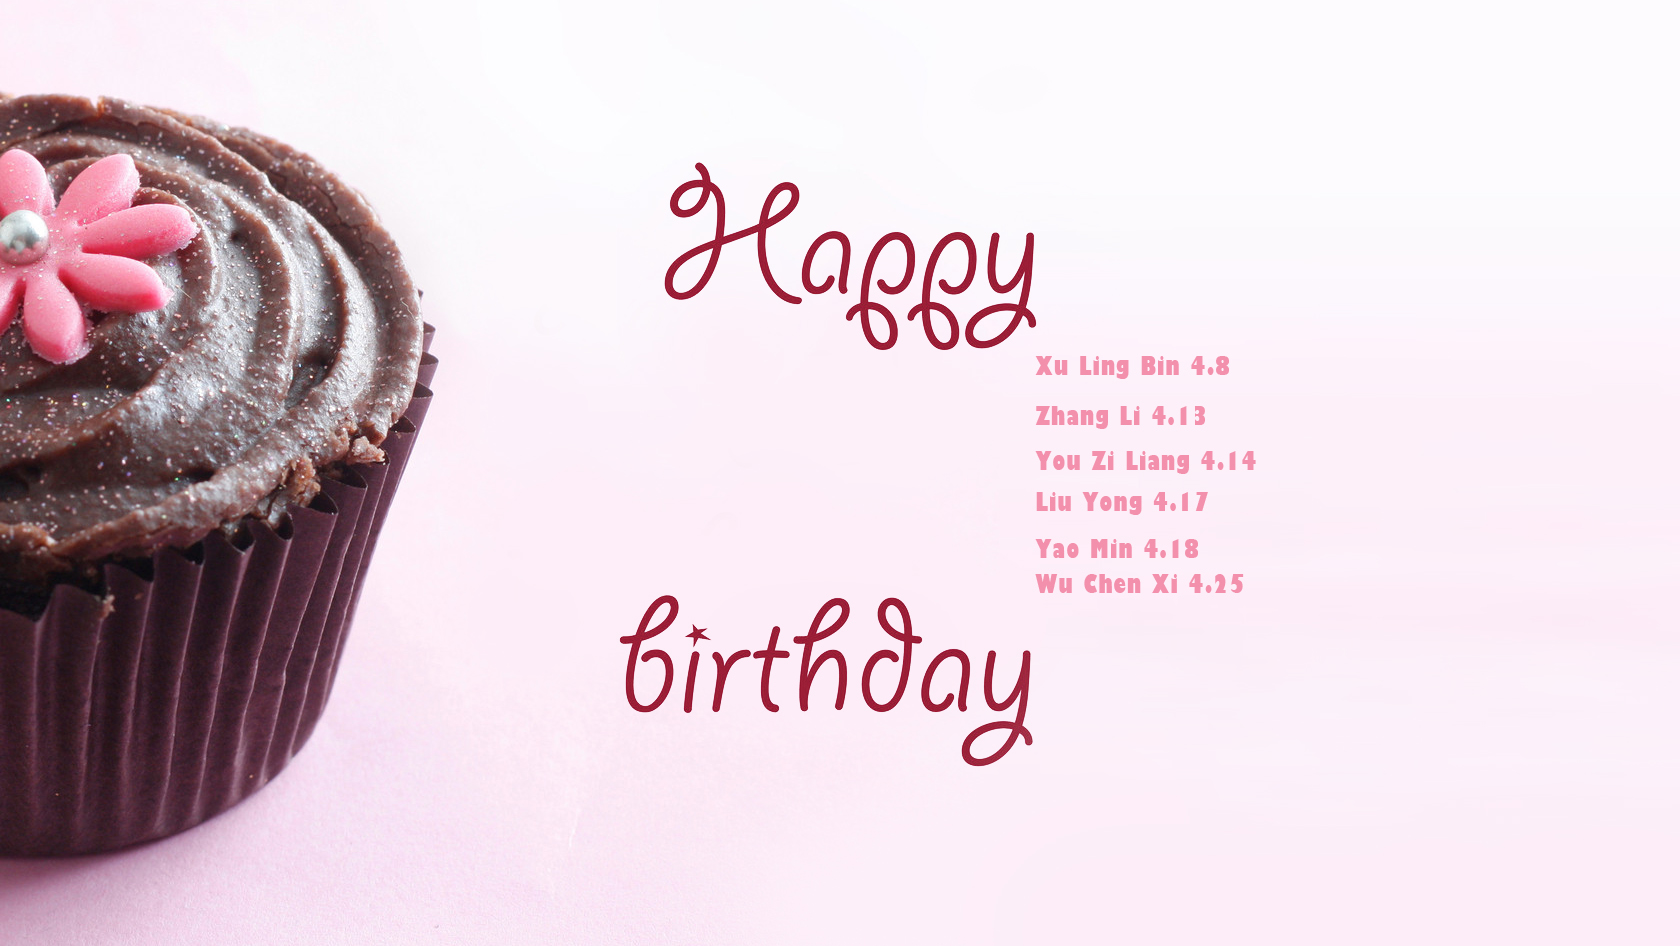 Happy
Xu Ling Bin 4.8
Zhang Li 4.13
You Zi Liang 4.14
Liu Yong 4.17
Yao Min 4.18
Wu Chen Xi 4.25
birthday